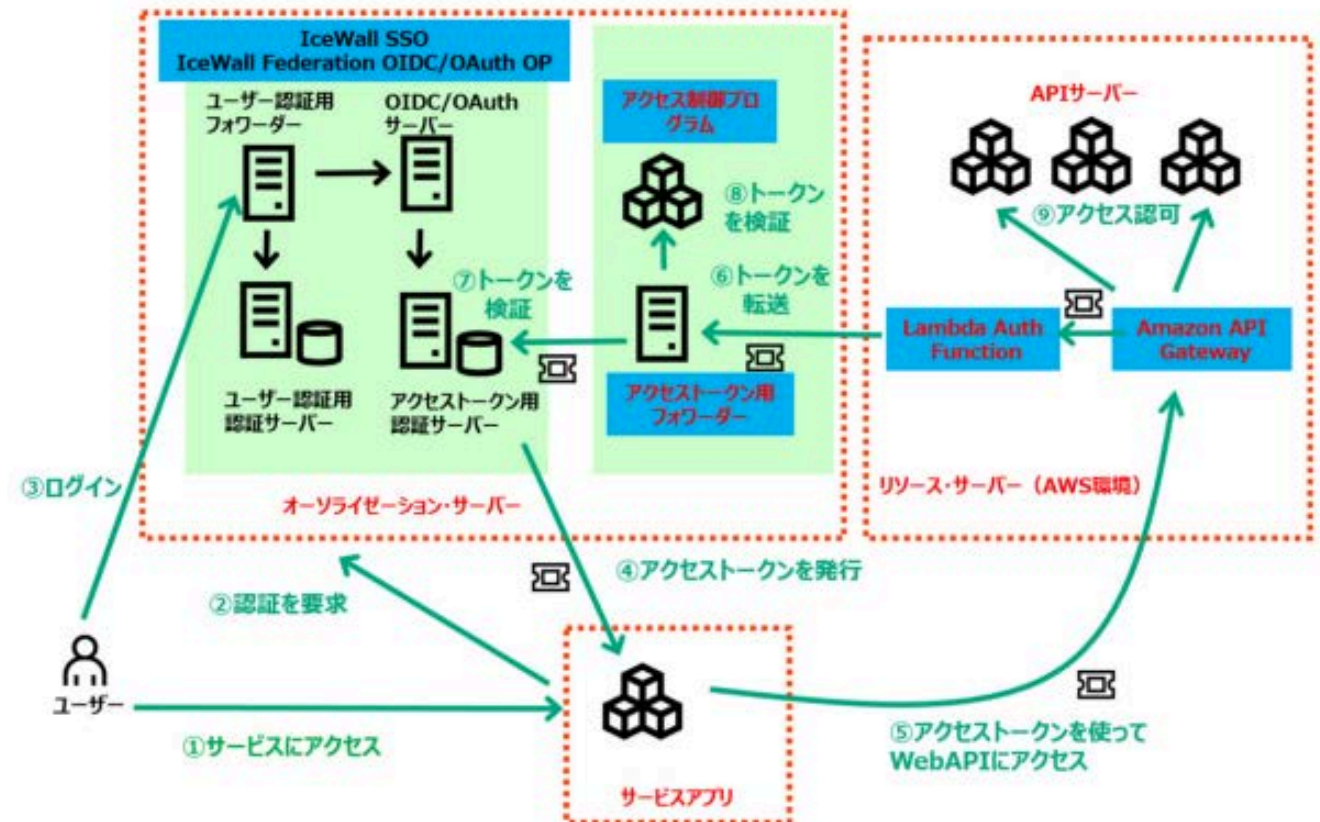 IceWall SSO
IceWall Federation OIDC/OAuth OP
ユーザー認証用
フォワーダー
OIDC/OAuth
サーバー
アクセス制御プロ
グラム
APIサーバー
⑧トークン
を検証
⑨アクセス認可
⑦トークンを
検証
⑥トークンを
転送
Lambda Auth
Function
Amazon API
Gateway
ユーザー認証用
認証サーバー
アクセストークン用
認証サーバー
アクセストークン用
フォワーダー
③ログイン
オーソライゼーション・サーバー
リソース・サーバー（AWS環境）
④アクセストークンを発行
②認証を要求
ユーザー
①サービスにアクセス
⑤アクセストークンを使って
WebAPIにアクセス
サービスアプリ